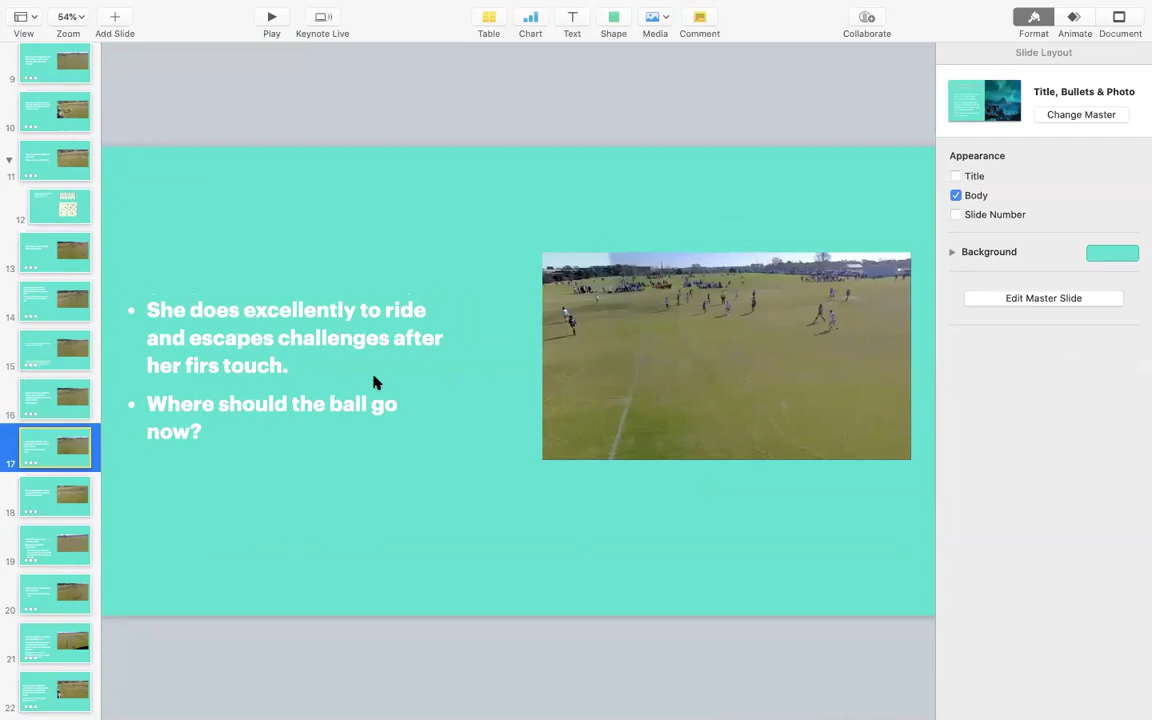 54%
View
Zoom
Add Slide
Play
Keynote Live
Table
Chart
Text
Shape
Media
Comment
Collaborate
Format
Animate
Document
9
10
11
12
13
14
15
16
17
18
19
20
21
22
• She does excellently to ride
and escapes challenges after
her firs touch.
• Where should the ball go
now?
Slide Layout
Title, Bullets & Photo
Change Master
Appearance
Title
Body
Slide Number
Background
Edit Master Slide